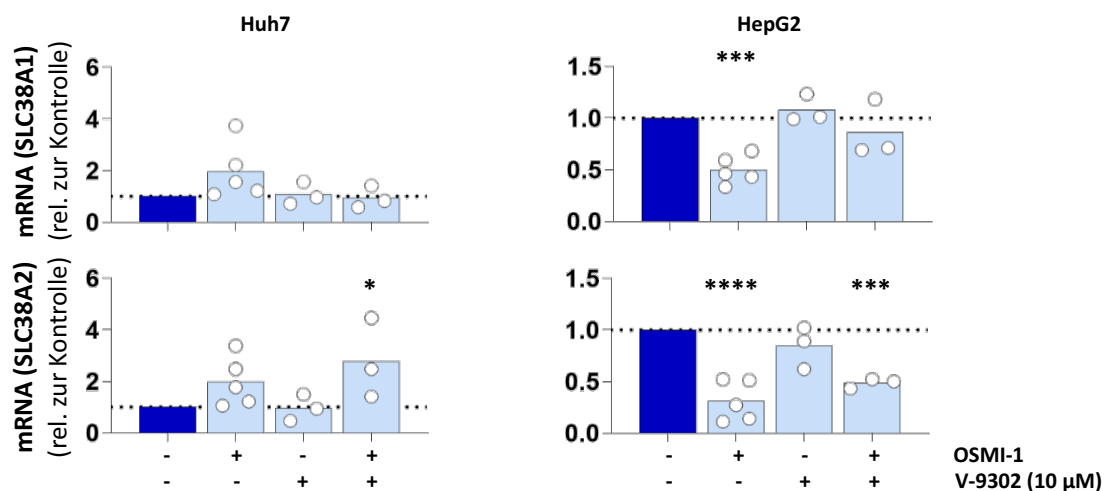 Huh7
HepG2
mRNA (SLC38A1)
(rel. zur Kontrolle)
6
4
2
0
***
1.5
1.0
0.5
0.0
mRNA (SLC38A2)
(rel. zur Kontrolle)
6
4
2
0
*
1.5
1.0
0.5
0.0
**** ***
- + - + - + - + OSMI-1
- - + + - - + + V-9302 (10 µM)